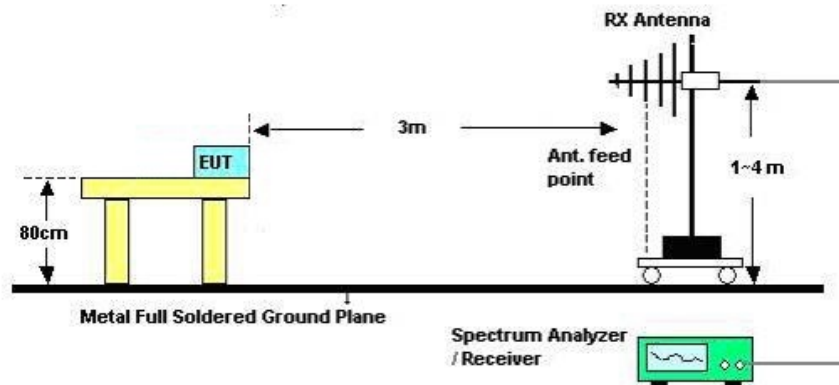 RX Antenna
3m
EUT
Ant. feed
point
1~4 m
80cm
Metal Full Soldered Ground Plane
Spectrum Analyzer
/ Receiver